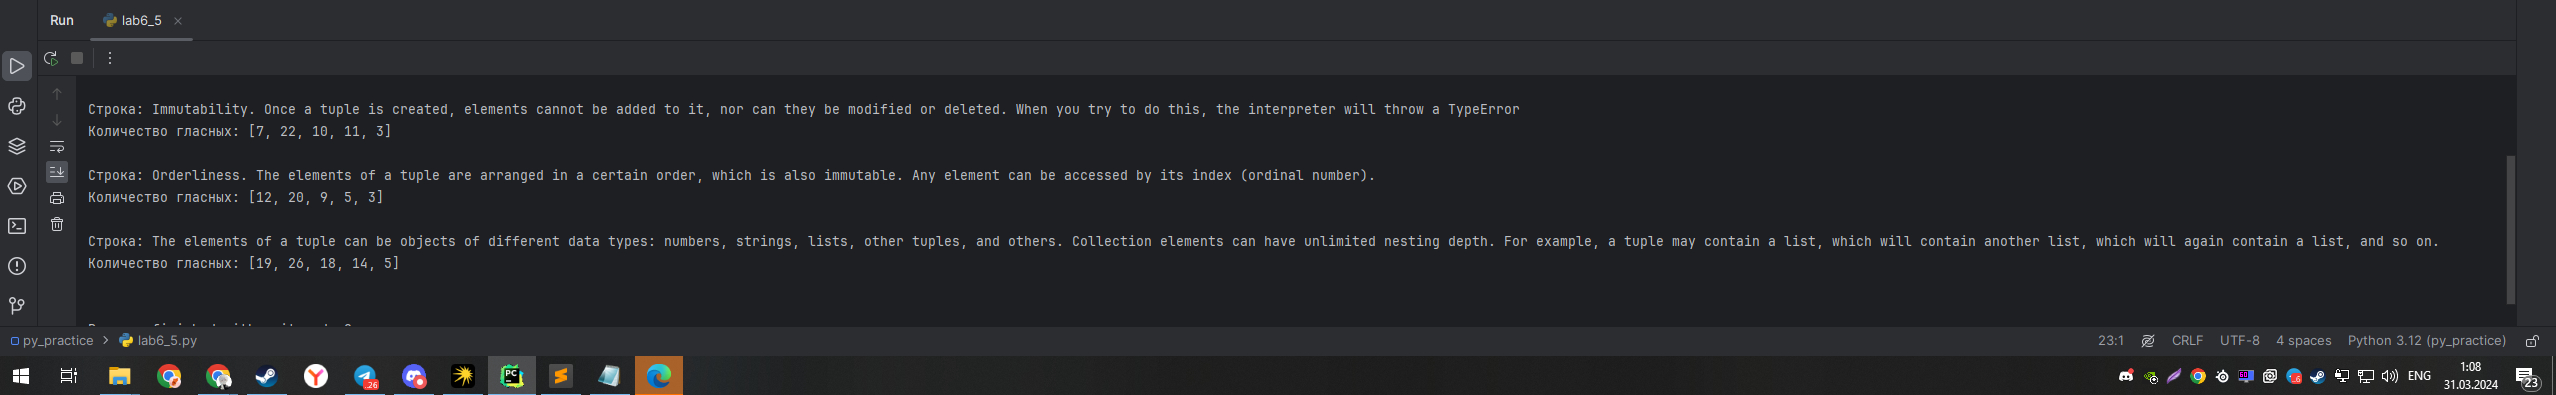 Run lab6_5
Строка: Immutability. Once a tuple is created, elements cannot be added to it, nor can they be modified or deleted. When you try to do this, the interpreter will throw a TypeError
Количество гласных: [7, 22, 10, 11, 3]
Строка: Orderliness. The elements of a tuple are arranged in a certain order, which is also immutable. Any element can be accessed by its index (ordinal number).
Количество гласных: [12, 20, 9, 5, 3]
Строка: The elements of a tuple can be objects of different data types: numbers, strings, lists, other tuples, and others. Collection elements can have unlimited nesting depth. For example, a tuple may contain a list, which will contain another list, which will again contain a list, and so on.
Количество гласных: [19, 26, 18, 14, 5]
py_practice > lab6_5.py 23:1 CRLF UTF-8 4 spaces Python 3.12 (py_practice)
PC 26 60 ENG 1:08
31.03.2024 23